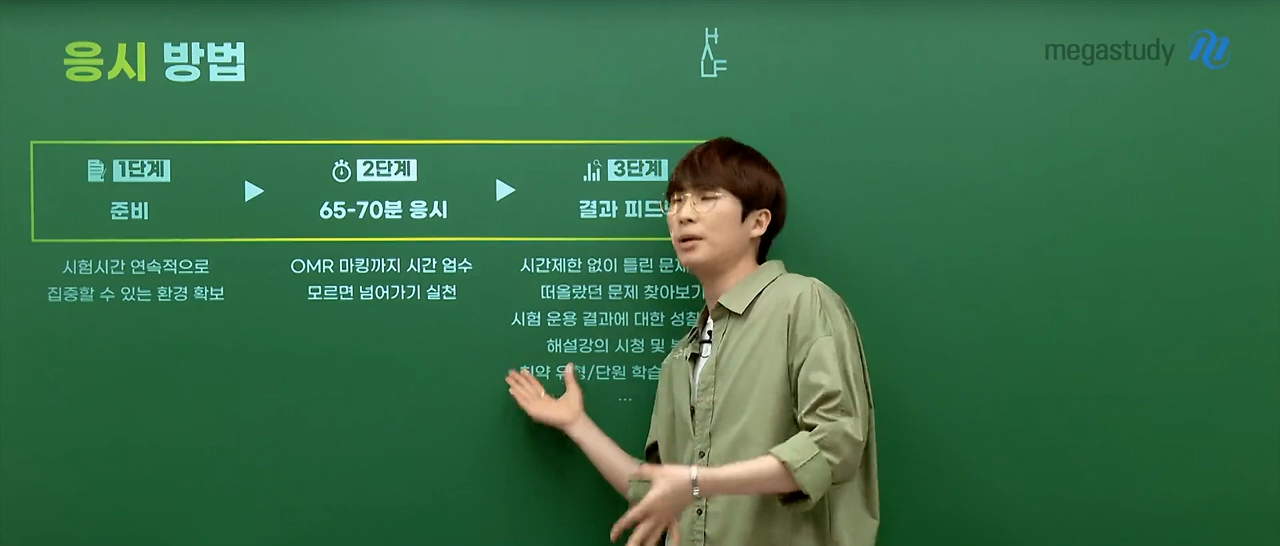 응시 방법
HALF
megastudy
1단계
준비
시험시간 연속적으로
집중할 수 있는 환경 확보
2단계
65-70분 응시
OMR 마킹까지 시간 엄수
모르면 넘어가기 실천
3단계
결과
시간제한 없이 틀린
떠올랐던 문제 찾아보기
시험 운용 결과에 대한
해설강의 시청 및
학습
...